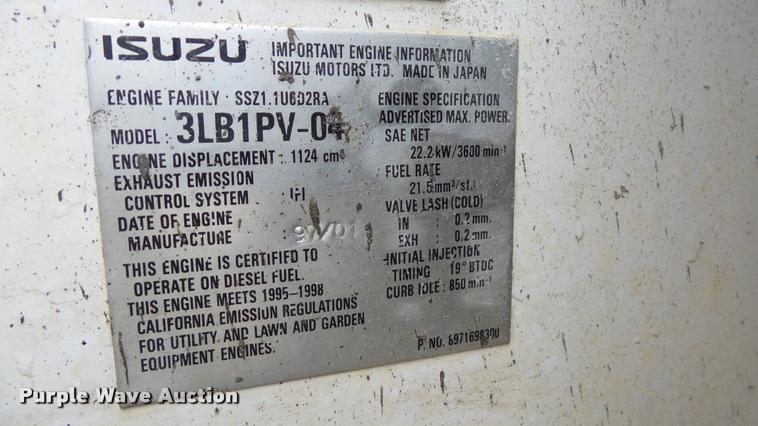 ISUZU
IMPORTANT ENGINE INFORMATION
ISUZU MOTORS LTD. MADE IN JAPAN
ENGINE FAMILY : SSZ1.1U6D2RA
MODEL : 3LB1PV-04
ENGINE DISPLACEMENT : 1124 cm³
EXHAUST EMISSION
CONTROL SYSTEM :
DATE OF ENGINE
MANUFACTURE
THIS ENGINE IS CERTIFIED TO
OPERATE ON DIESEL FUEL.
THIS ENGINE MEETS 1995-1998
CALIFORNIA EMISSION REGULATIONS
FOR UTILITY AND LAWN AND GARDEN
EQUIPMENT ENGINES.
ENGINE SPECIFICATION
ADVERTISED MAX. POWER
SAE NET
22.2 kW/3600 min⁻¹
FUEL RATE
21.5 mm³/st.
VALVE LASH (COLD)
IN : 0.2 mm.
EXH : 0.2 mm.
INITIAL INJECTION
TIMING : 19° BTDC
CURB IDLE : 850 min⁻¹
P. NO. 8971698300
Purple Wave Auction